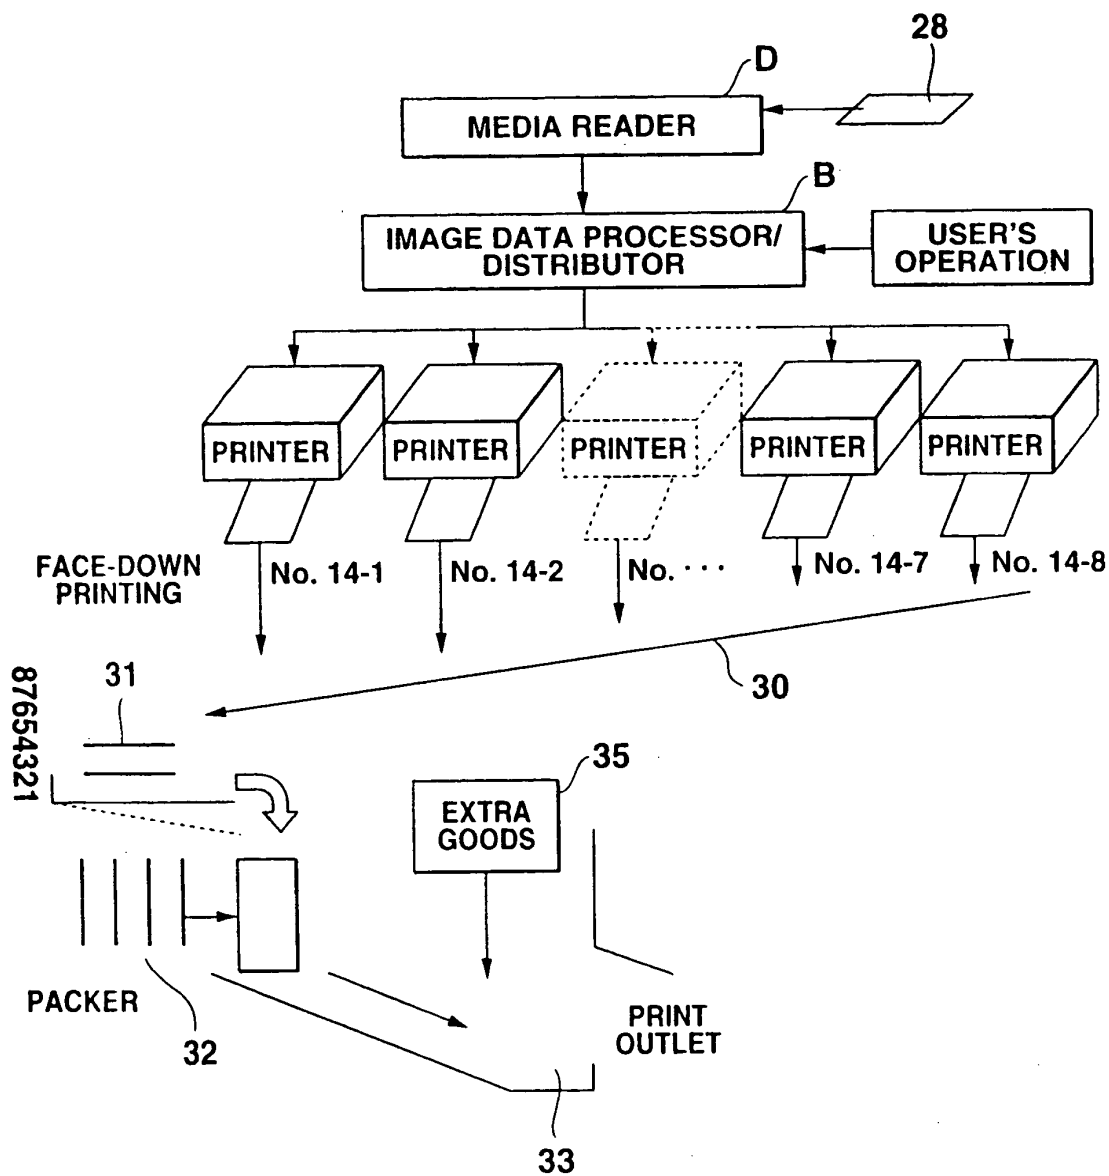 28
D
MEDIA READER
B
IMAGE DATA PROCESSOR/
DISTRIBUTOR
USER'S
OPERATION
PRINTER
PRINTER
PRINTER
PRINTER
PRINTER
FACE-DOWN
PRINTING
No. 14-1
No. 14-2
No. ···
No. 14-7
No. 14-8
30
31
87654321
35
EXTRA
GOODS
PACKER
32
PRINT
OUTLET
33